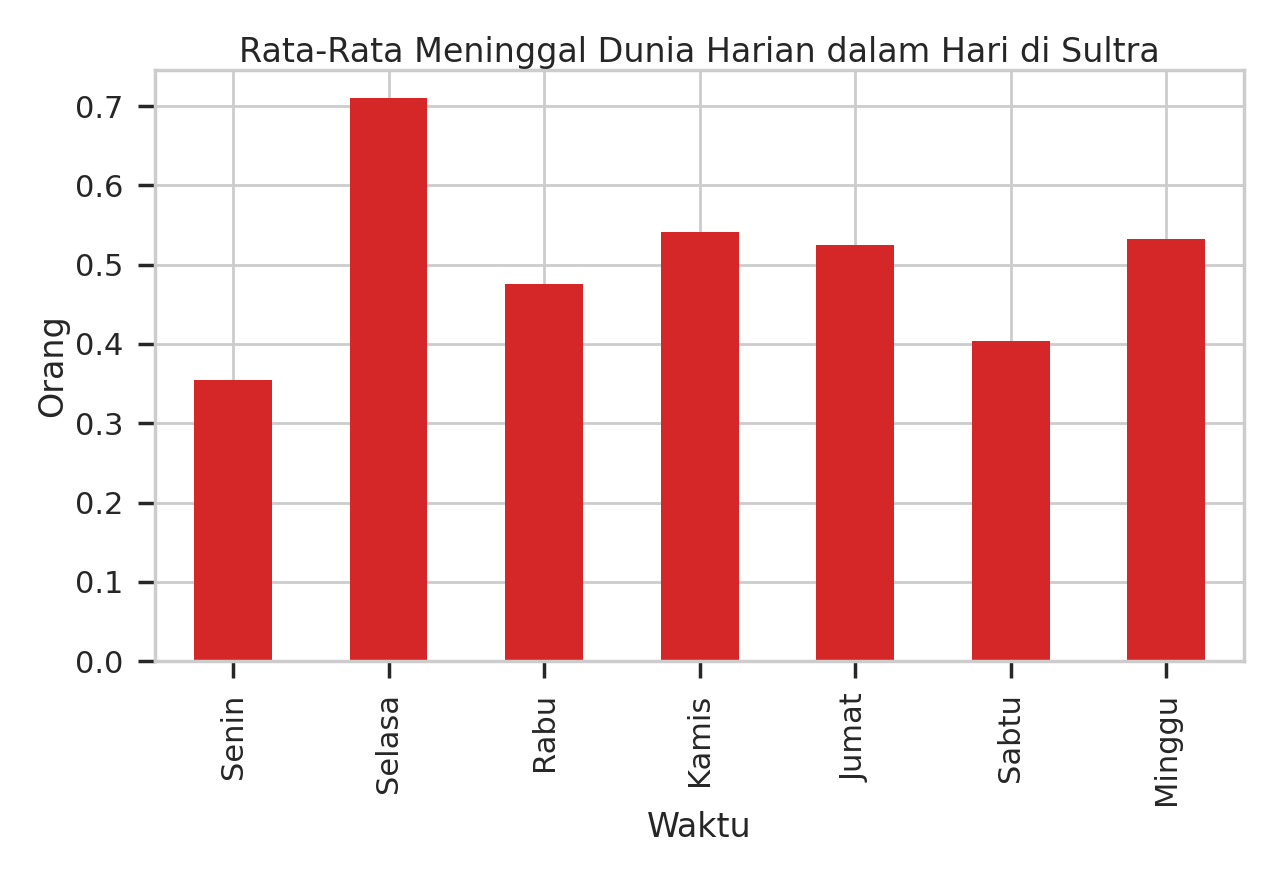 Rata-Rata Meninggal Dunia Harian dalam Hari di Sultra
0.7
0.6
0.5
0.4
0.3
0.2
0.1
0.0
Orang
Senin
Selasa
Rabu
Kamis
Jumat
Sabtu
Minggu
Waktu